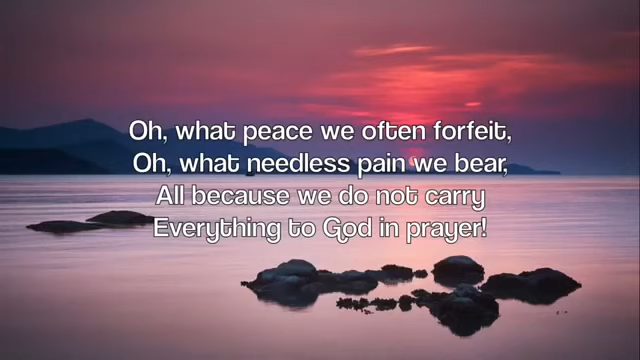 Oh, what peace we often forfeit,
Oh, what needless pain we bear,
All because we do not carry
Everything to God in prayer!